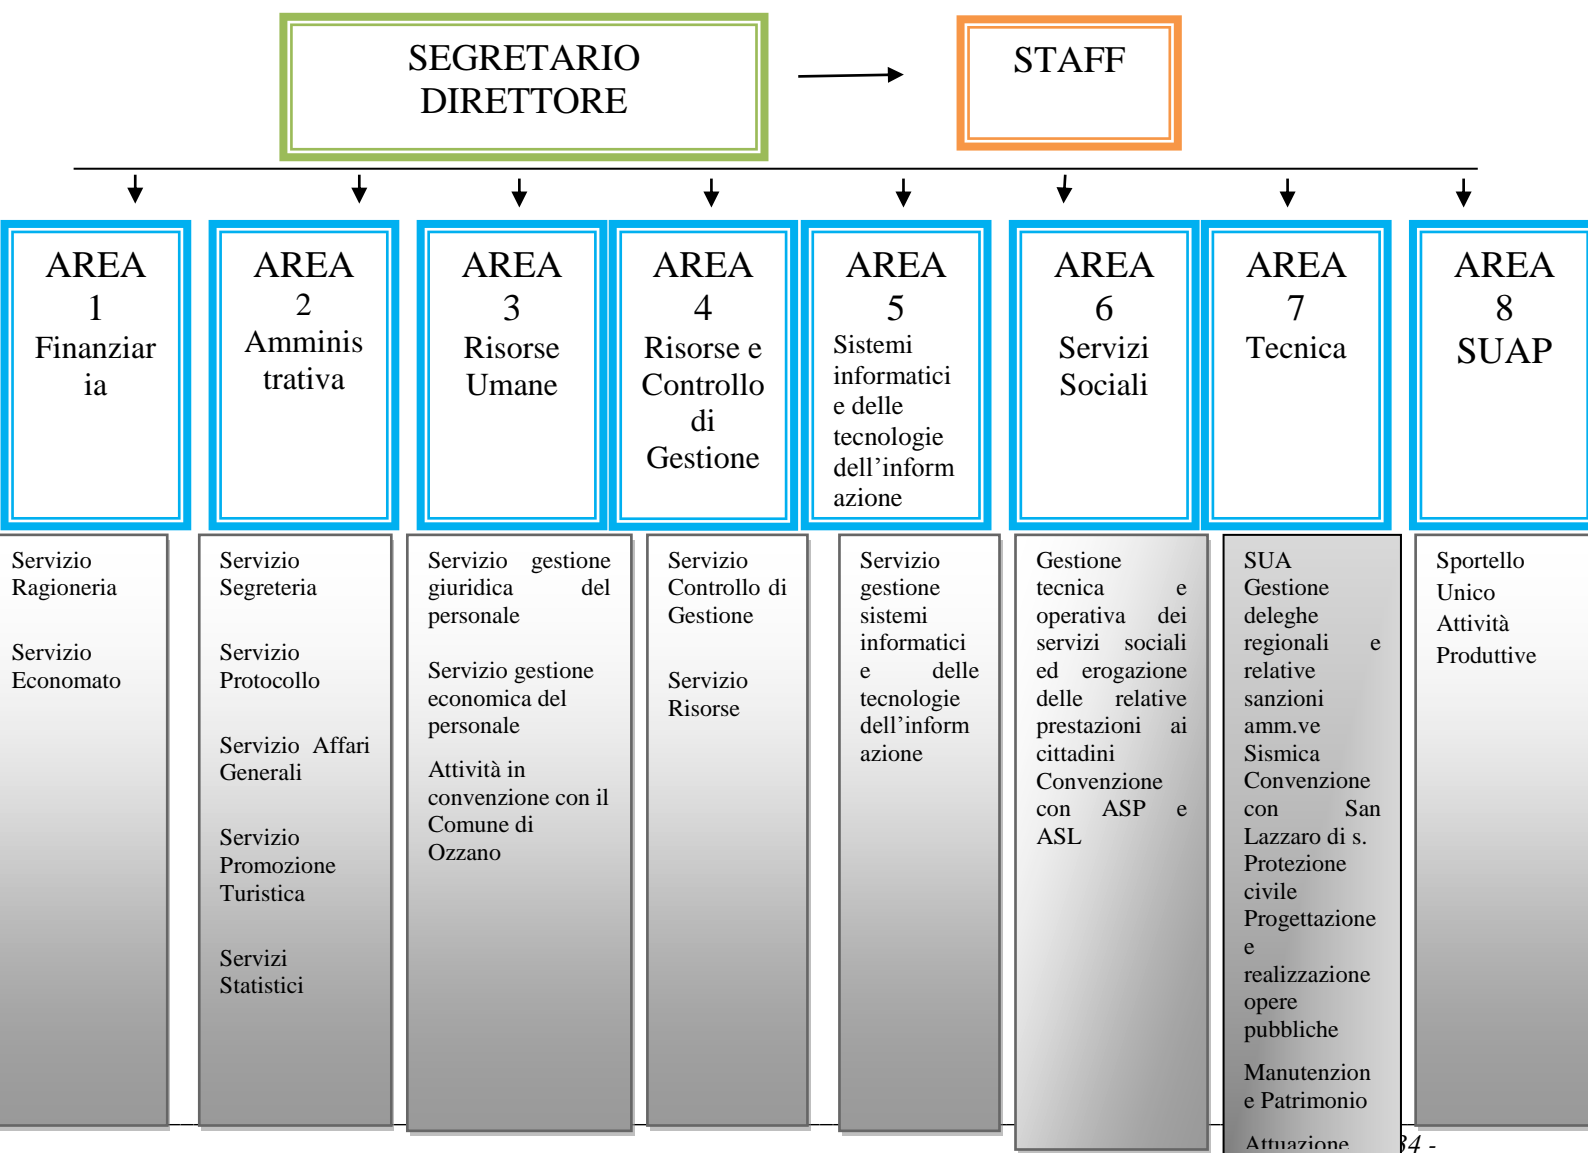 SEGRETARIO
DIRETTORE
STAFF
AREA
1
Finanziar
ia
AREA
2
Amminis
trativa
AREA
3
Risorse
Umane
AREA
4
Risorse e
Controllo
di
Gestione
AREA
5
Sistemi
informatici
e delle
tecnologie
dell’inform
azione
AREA
6
Servizi
Sociali
AREA
7
Tecnica
AREA
8
SUAP
Servizio
Ragioneria
Servizio
Economato
Servizio
Segreteria
Servizio
Protocollo
Servizio Affari
Generali
Servizio
Promozione
Turistica
Servizi
Statistici
Servizio gestione
giuridica del
personale
Servizio gestione
economica del
personale
Attività in
convenzione con il
Comune di
Ozzano
Servizio
Controllo di
Gestione
Servizio
Risorse
Servizio
gestione
sistemi
informatici
e delle
tecnologie
dell’inform
azione
Gestione
tecnica e
operativa dei
servizi sociali
ed erogazione
delle relative
prestazioni ai
cittadini
Convenzione
con ASP e
ASL
SUA
Gestione
deleghe
regionali e
relative
sanzioni
amm.ve
Sismica
Convenzione
con San
Lazzaro di s.
Protezione
civile
Progettazione
e
realizzazione
opere
pubbliche
Manutenzion
e Patrimonio
Attuazione
Sportello
Unico
Attività
Produttive
34 -